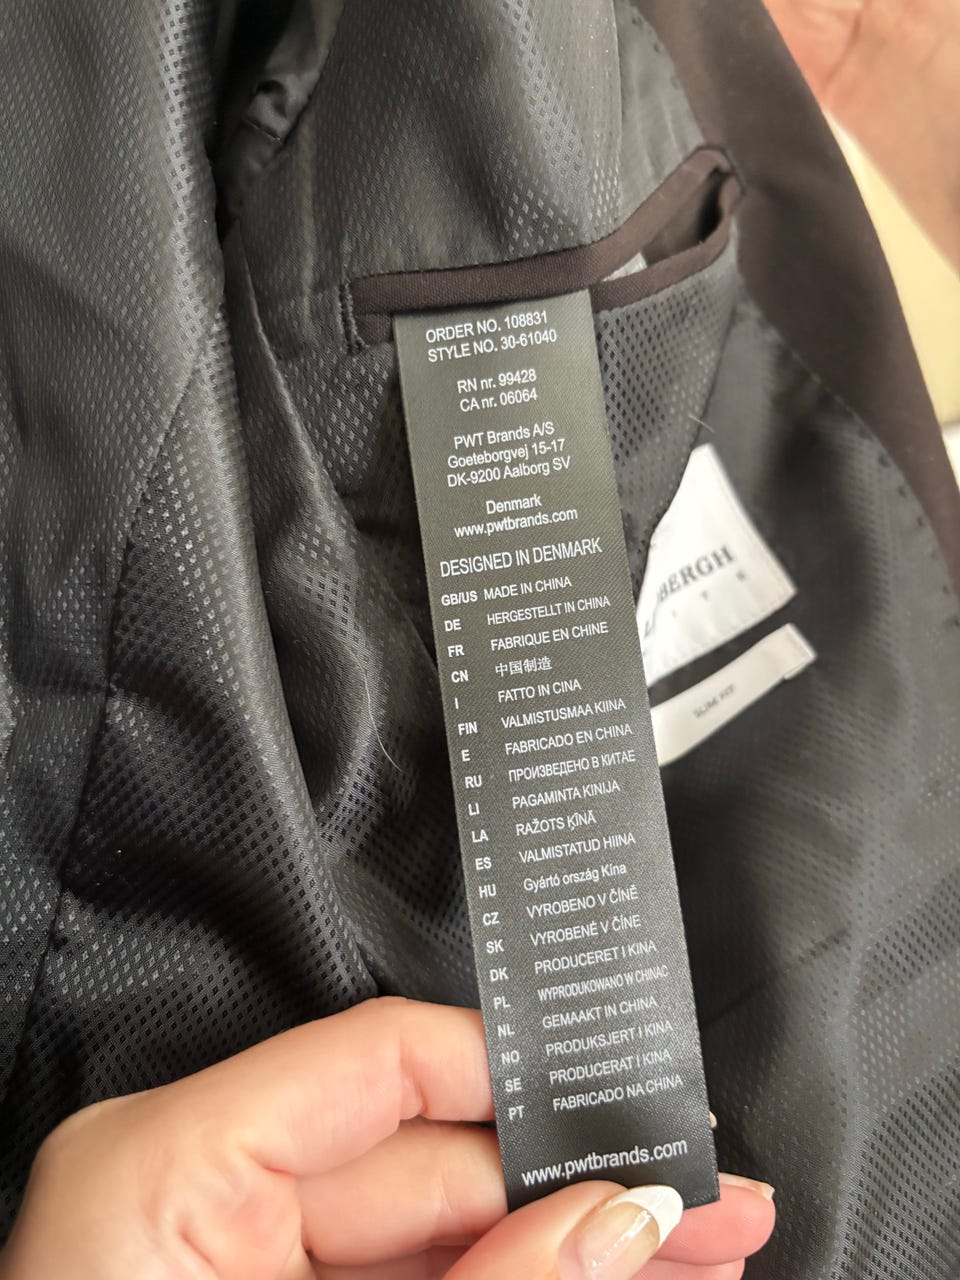 ORDER NO. 108831
STYLE NO. 30-61040
RN nr. 99428
CA nr. 06064
PWT Brands A/S
Goeteborgvej 15-17
DK-9200 Aalborg SV
Denmark
www.pwtbrands.com
DESIGNED IN DENMARK
GB/US MADE IN CHINA
DE HERGESTELLT IN CHINA
FR FABRIQUE EN CHINE
CN 中国制造
I FATTO IN CINA
FIN VALMISTUSMAA KIINA
E FABRICADO EN CHINA
RU ПРОИЗВЕДЕНО В КИТАЕ
LI PAGAMINTA KINIJA
LA RAŽOTS ĶĪNĀ
ES VALMISTATUD HIINA
HU Gyártó ország Kína
CZ VYROBENO V ČÍNĚ
SK VYROBENÉ V ČÍNE
DK PRODUCERET I KINA
PL WYPRODUKOWANO W CHINAC
NL GEMAAKT IN CHINA
NO PRODUKSJERT I KINA
SE PRODUCERAT I KINA
PT FABRICADO NA CHINA
www.pwtbrands.com
BERGH
SLIM FIT